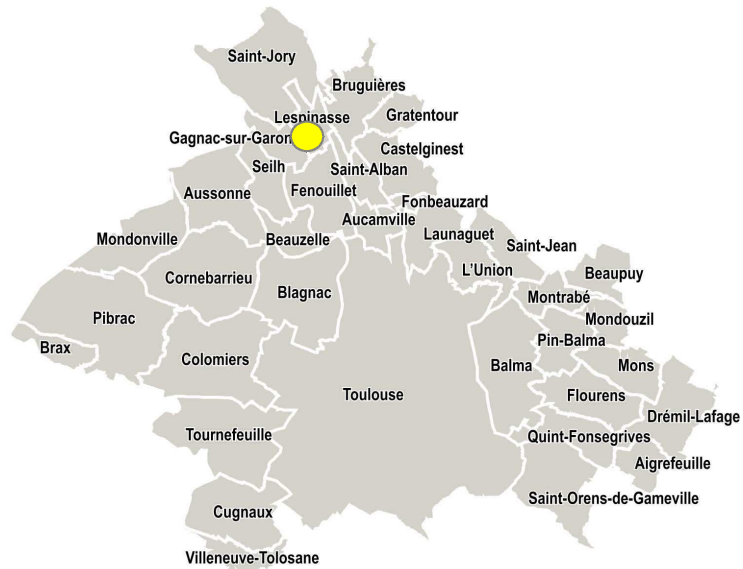 Saint-Jory
Bruguières
Lespinasse
Gratentour
Gagnac-sur-Garon
Castelginest
Seilh
Saint-Alban
Aussonne
Fenouillet
Fonbeauzard
Aucamville
Launaguet
Mondonville
Beauzelle
Saint-Jean
L'Union
Beaupuy
Cornebarrieu
Blagnac
Montrabé
Pibrac
Mondouzil
Brax
Pin-Balma
Colomiers
Balma
Mons
Toulouse
Flourens
Drémil-Lafage
Tournefeuille
Quint-Fonsegrives
Aigrefeuille
Saint-Orens-de-Gameville
Cugnaux
Villeneuve-Tolosane